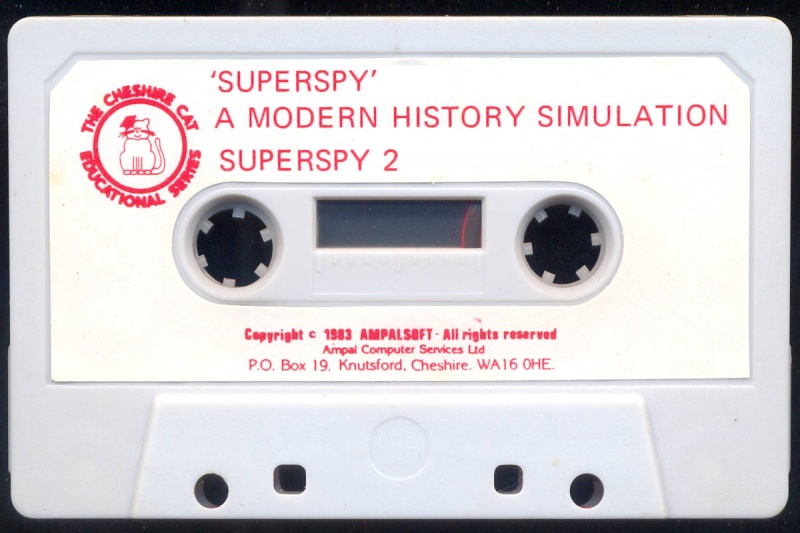 THE CHESHIRE CAT
EDUCATIONAL SERIES
'SUPERSPY'
A MODERN HISTORY SIMULATION
SUPERSPY 2
Copyright © 1983 AMPALSOFT - All rights reserved
Ampal Computer Services Ltd
P.O. Box 19, Knutsford, Cheshire. WA16 0HE.